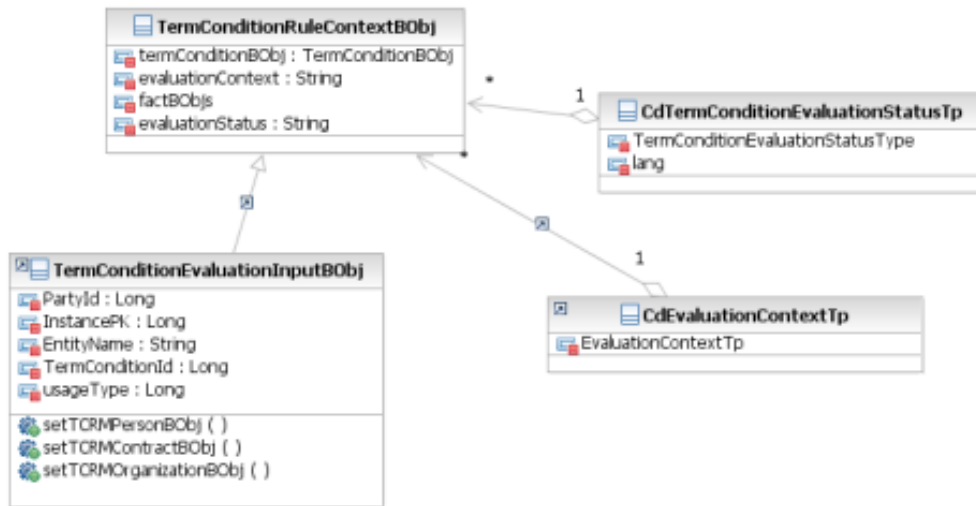 TermConditionRuleContextBObj
termConditionBObj : TermConditionBObj
evaluationContext : String
factBObjs
evaluationStatus : String
*
1
CdTermConditionEvaluationStatusTp
TermConditionEvaluationStatusType
lang
*
TermConditionEvaluationInputBObj
PartyId : Long
InstancePK : Long
EntityName : String
TermConditionId : Long
usageType : Long
setTCRMPersonBObj ( )
setTCRMContractBObj ( )
setTCRMOrganizationBObj ( )
1
CdEvaluationContextTp
EvaluationContextTp